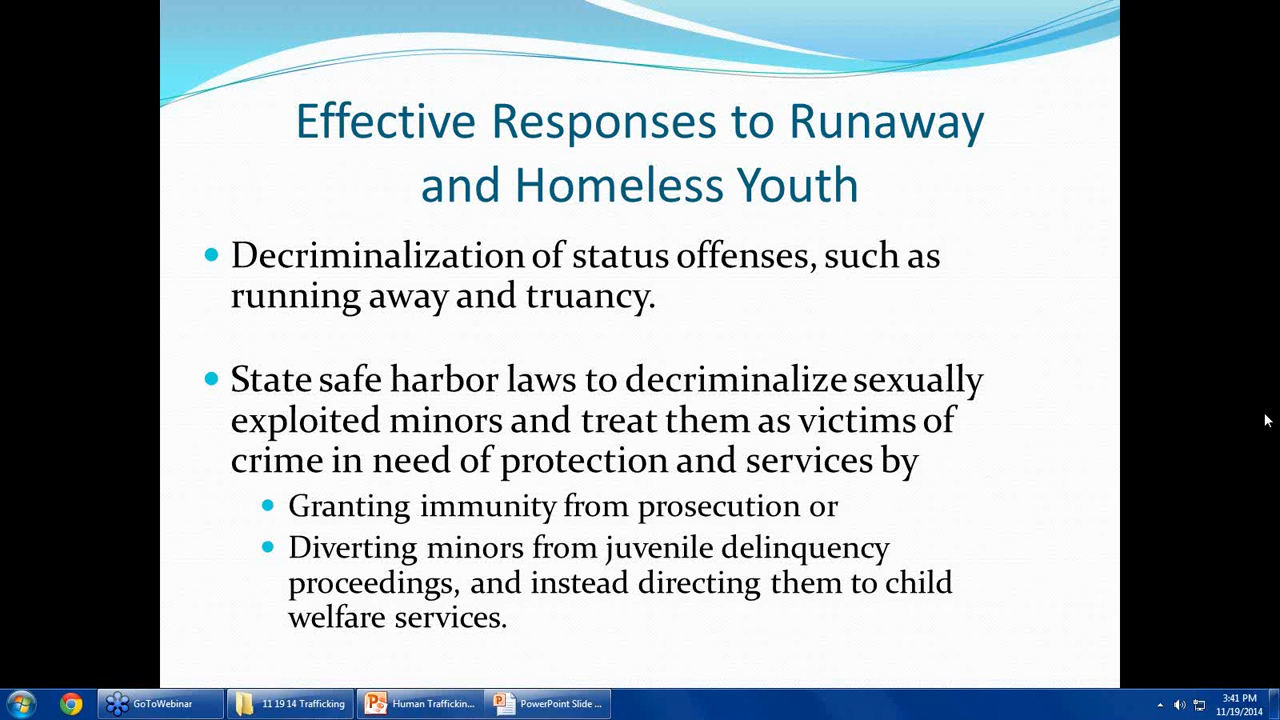 Effective Responses to Runaway
and Homeless Youth
• Decriminalization of status offenses, such as
running away and truancy.
• State safe harbor laws to decriminalize sexually
exploited minors and treat them as victims of
crime in need of protection and services by
• Granting immunity from prosecution or
• Diverting minors from juvenile delinquency
proceedings, and instead directing them to child
welfare services.
GoToWebinar
11 19 14 Trafficking
Human Traffickin...
PowerPoint Slide ...
3:41 PM
11/19/2014